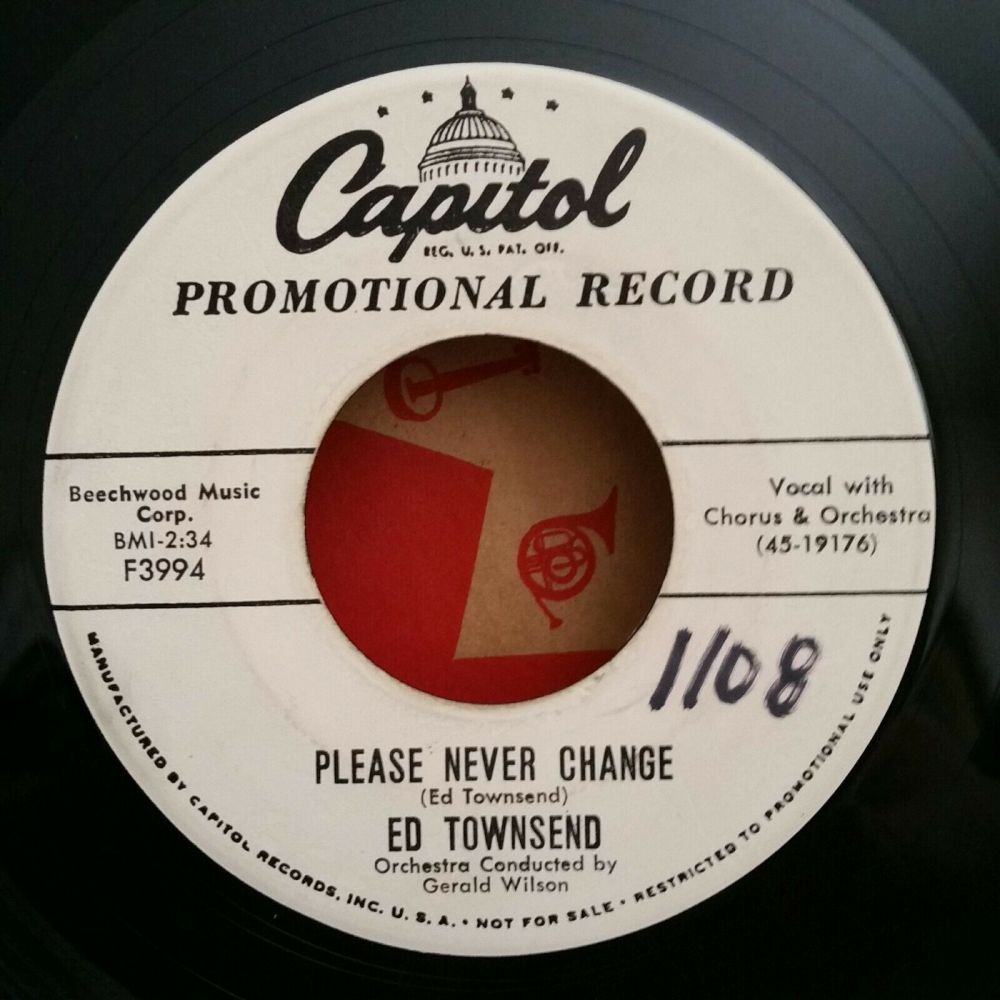 Capitol
REG. U. S. PAT. OFF.
PROMOTIONAL RECORD
Beechwood Music
Corp.
BMI-2:34
F3994
Vocal with
Chorus & Orchestra
(45-19176)
1108
PLEASE NEVER CHANGE
(Ed Townsend)
ED TOWNSEND
Orchestra Conducted by
Gerald Wilson
MANUFACTURED BY CAPITOL RECORDS, INC. U. S. A. • NOT FOR SALE • RESTRICTED TO PROMOTIONAL USE ONLY